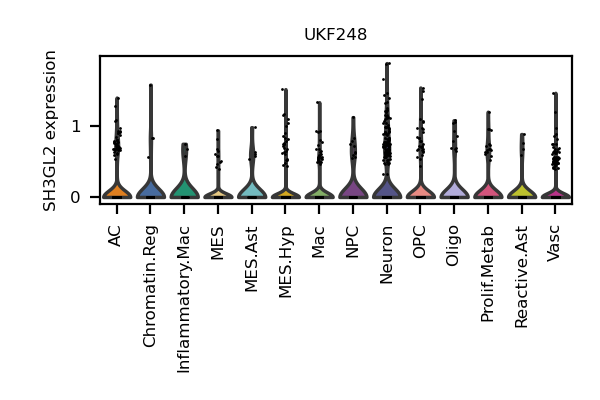 UKF248
SH3GL2 expression
1
0
AC
Chromatin.Reg
Inflammatory.Mac
MES
MES.Ast
MES.Hyp
Mac
NPC
Neuron
OPC
Oligo
Prolif.Metab
Reactive.Ast
Vasc